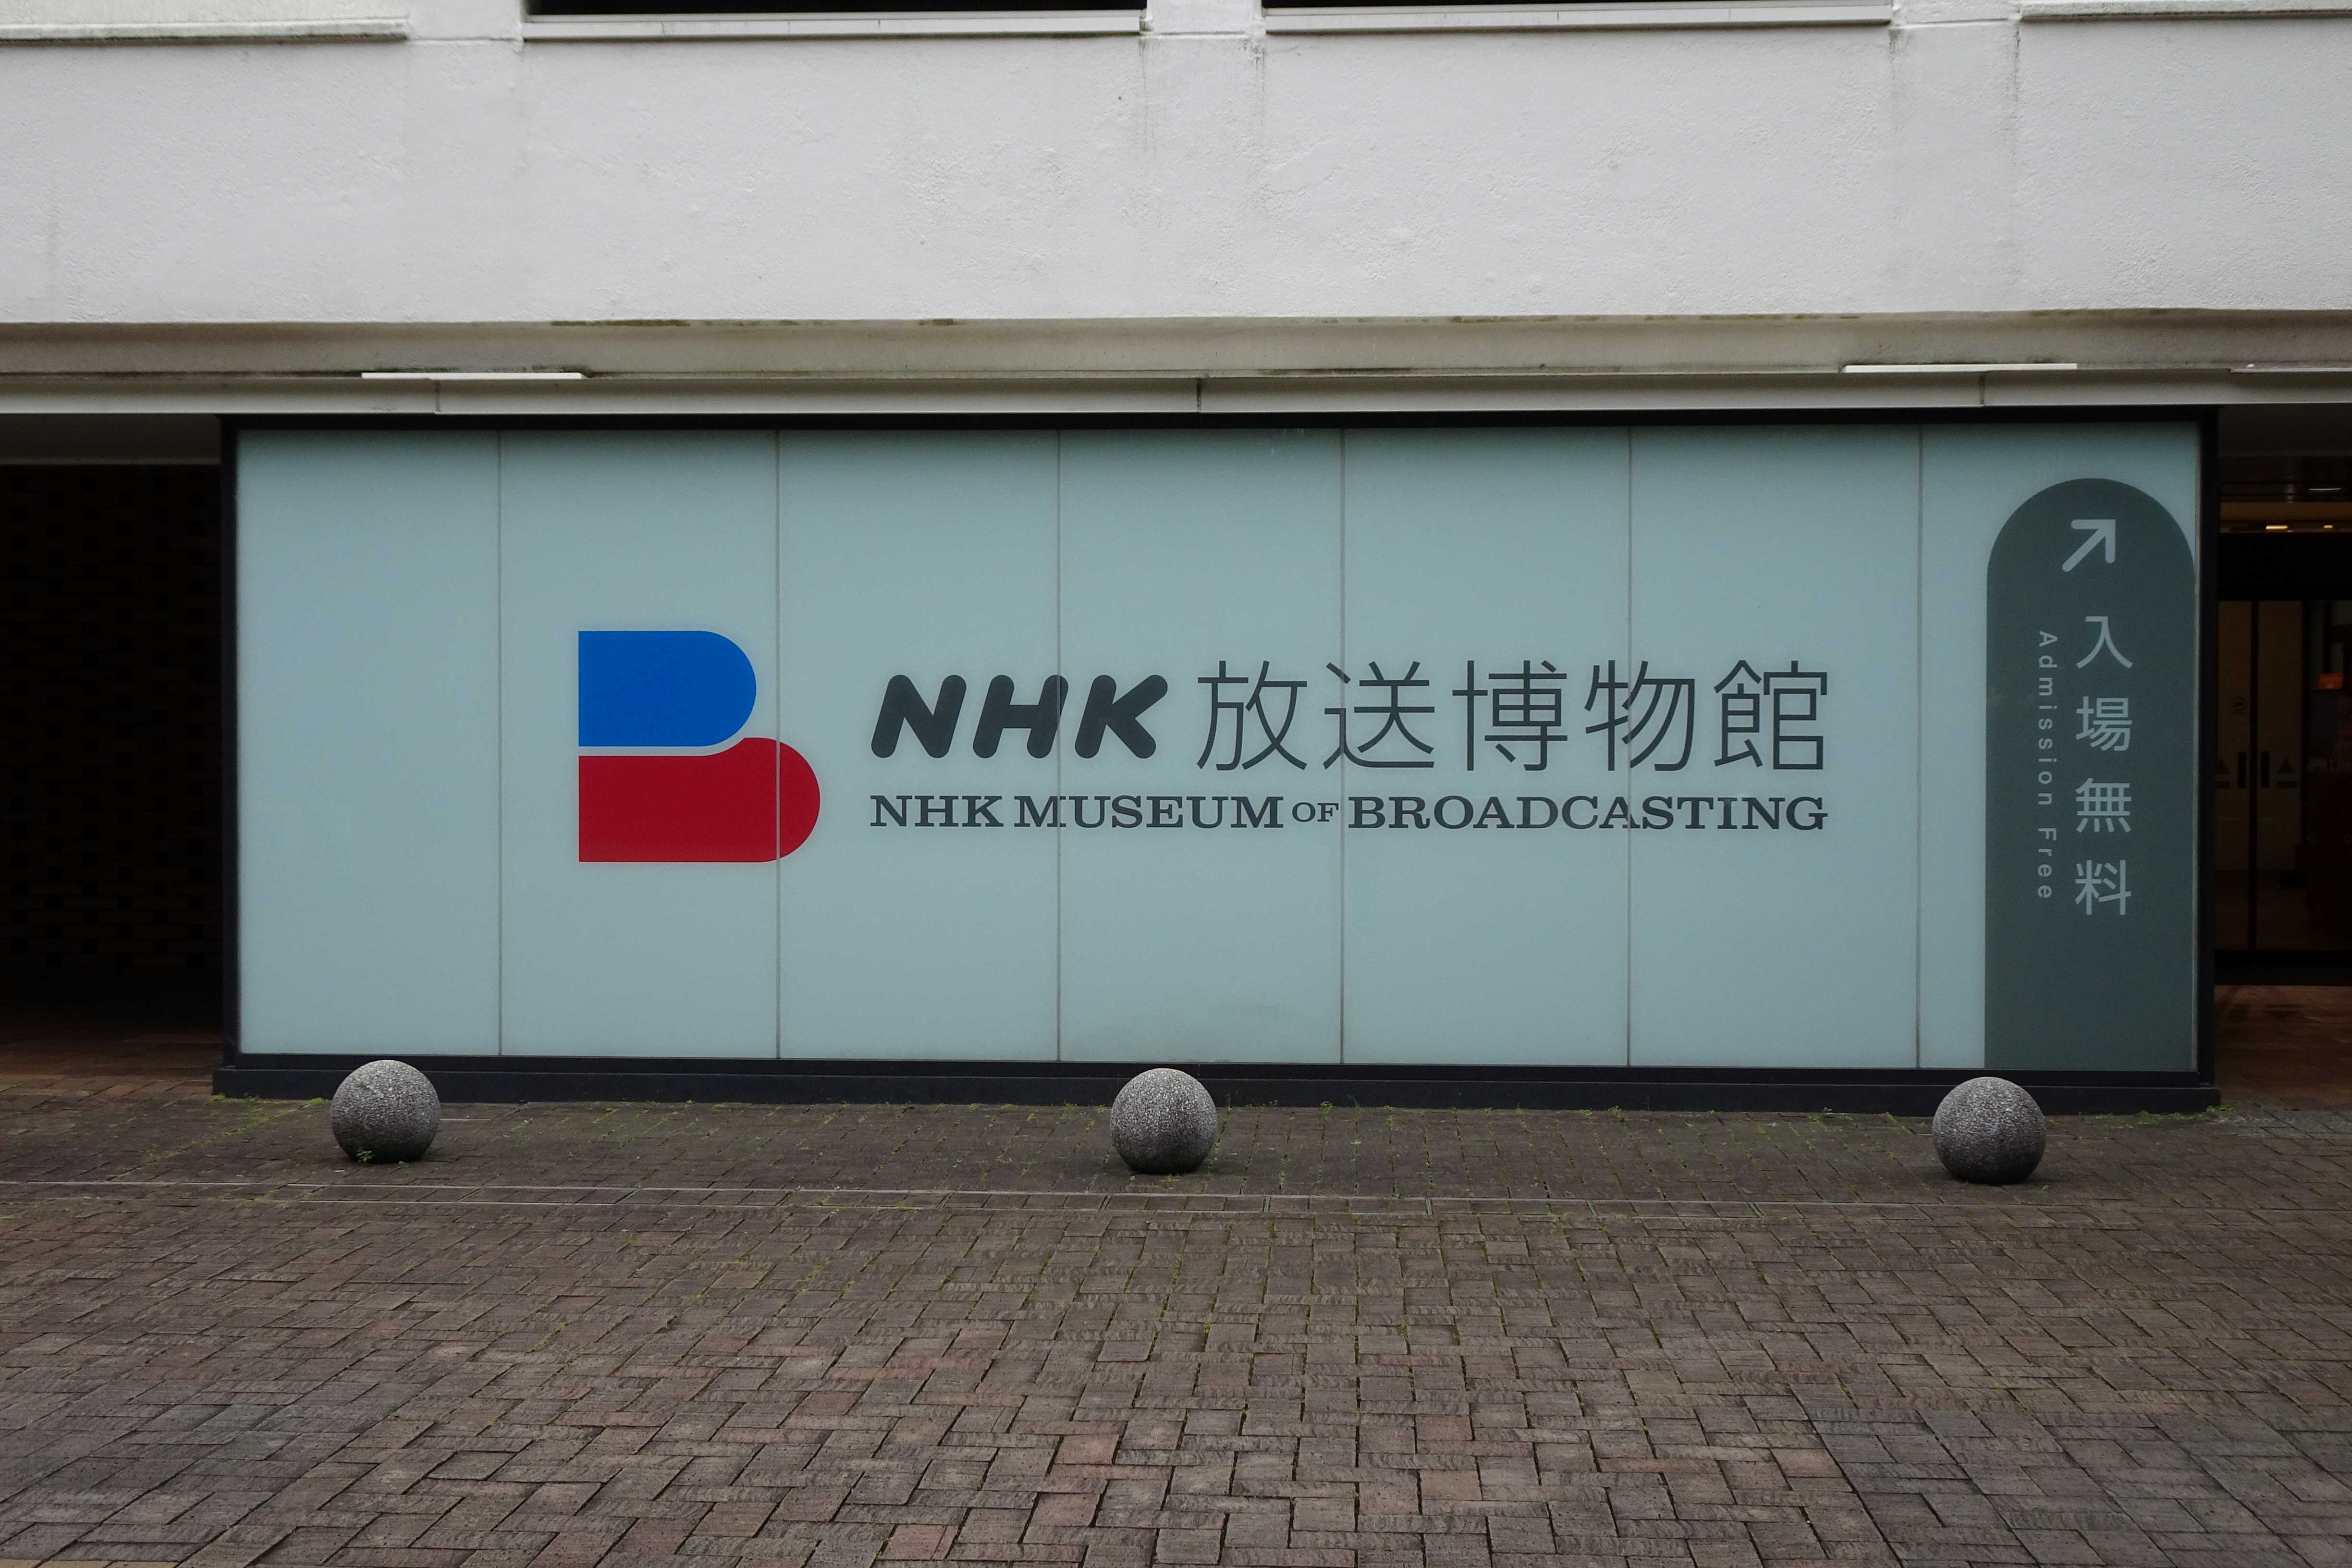 NHK 放送博物館
NHK MUSEUM OF BROADCASTING
入場無料
Admission Free